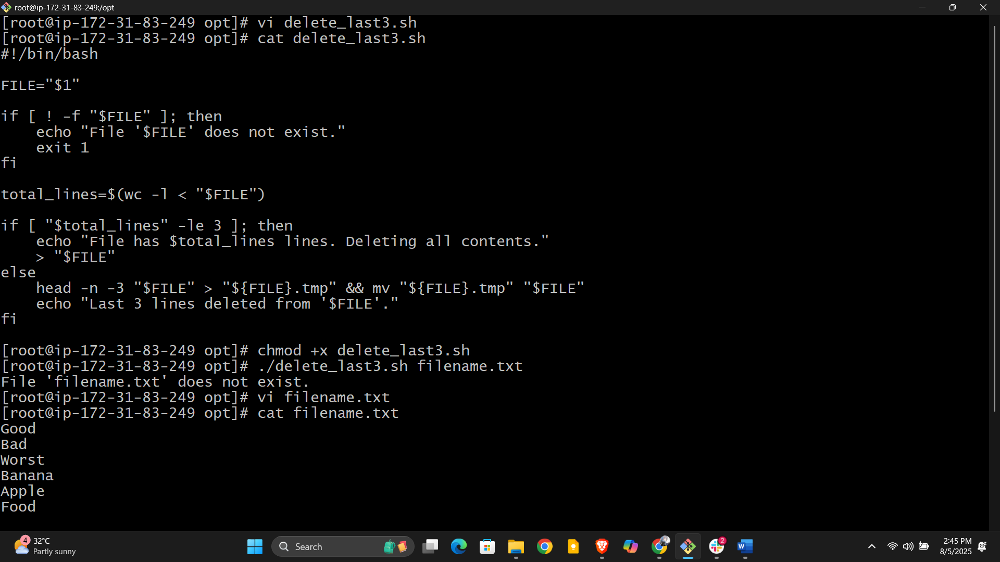 root@ip-172-31-83-249:/opt
[root@ip-172-31-83-249 opt]# vi delete_last3.sh
[root@ip-172-31-83-249 opt]# cat delete_last3.sh
#!/bin/bash

FILE="$1"

if [ ! -f "$FILE" ]; then
    echo "File '$FILE' does not exist."
    exit 1
fi

total_lines=$(wc -l < "$FILE")

if [ "$total_lines" -le 3 ]; then
    echo "File has $total_lines lines. Deleting all contents."
    > "$FILE"
else
    head -n -3 "$FILE" > "${FILE}.tmp" && mv "${FILE}.tmp" "$FILE"
    echo "Last 3 lines deleted from '$FILE'."
fi

[root@ip-172-31-83-249 opt]# chmod +x delete_last3.sh
[root@ip-172-31-83-249 opt]# ./delete_last3.sh filename.txt
File 'filename.txt' does not exist.
[root@ip-172-31-83-249 opt]# vi filename.txt
[root@ip-172-31-83-249 opt]# cat filename.txt
Good
Bad
Worst
Banana
Apple
Food
4
32°C
Partly sunny
Search
2
W
2:45 PM
8/5/2025